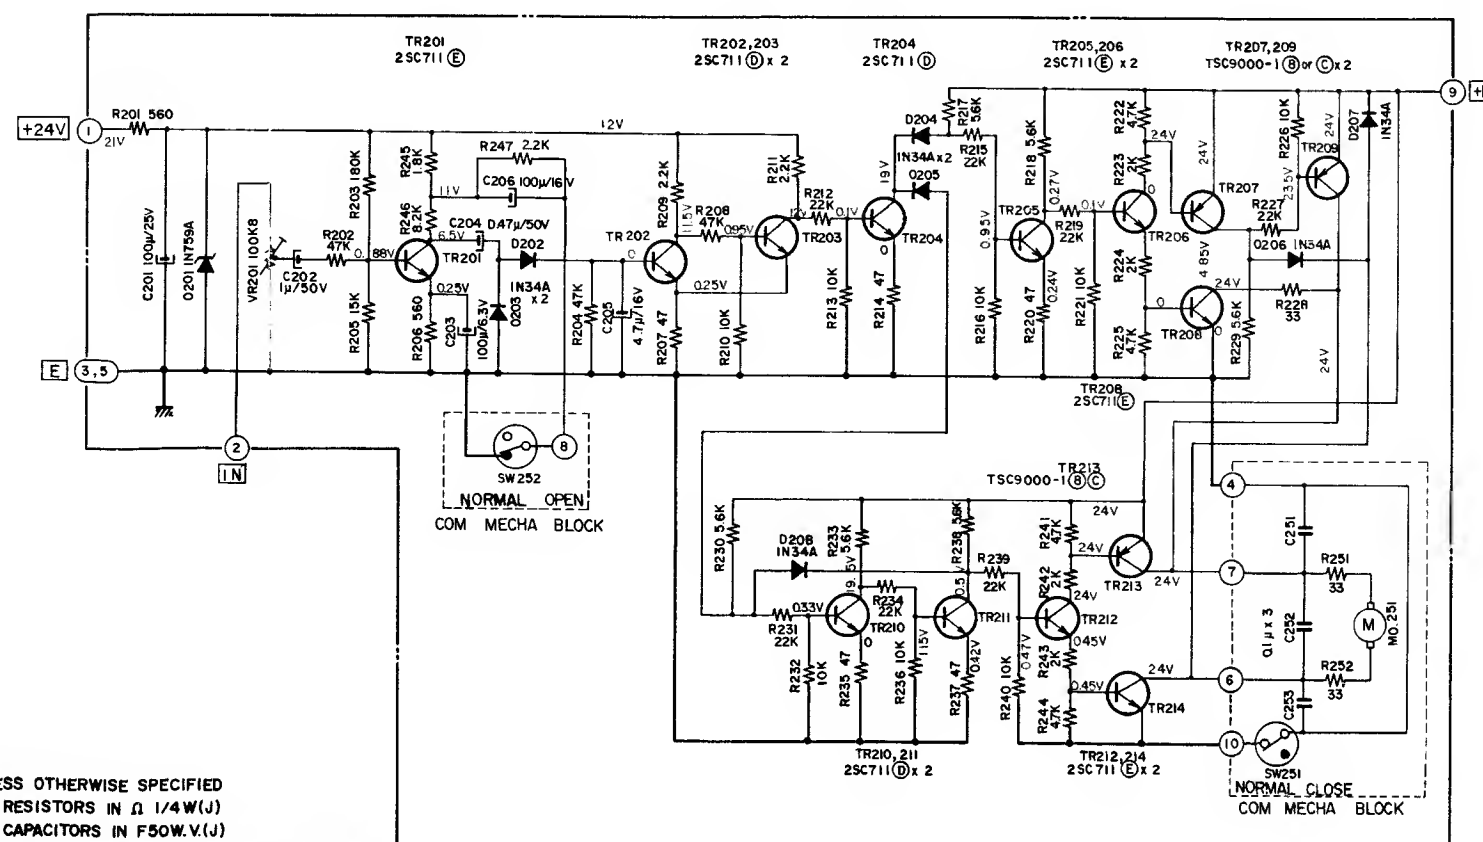 TR201
2SC711 Ⓔ
TR202,203
2SC711 Ⓓ x 2
TR204
2SC711 Ⓓ
TR205,206
2SC711 Ⓔ x 2
TR207,209
TSC9000-1 Ⓑ or Ⓒ x 2
+24V
1
21V
R201 560
12V
9
C201 100μ/25V
D201 1N759A
VR201 100KB
C202
1μ/50V
R202
47K
R203 180K
R205 15K
0.88V
R245
1.8K
11V
R246
8.2K
6.5V
TR201
0.25V
R206 560
C203
100μ/6.3V
R247 2.2K
C206 100μ/16V
C204 0.47μ/50V
D202
1N34A
x 2
D203
R204 47K
C205
4.7μ/16V
0
TR202
R209 2.2K
11.5V
R208
47K
0.95V
0.25V
R207 47
R210 10K
TR203
R211
2.2K
12V
R212
22K
0.1V
R213 10K
19V
TR204
0
R214 47
D204
1N34A x 2
D205
R217
5.6K
R215
22K
0.95V
R216 10K
TR205
R218 5.6K
0.27V
R219
22K
0.1V
0.24V
R220 47
R221 10K
R222
4.7K
24V
R223
2K
0
TR206
R224
2K
0
R225
4.7K
24V
TR207
4.85V
TR208
24V
0
R226 10K
23.5V
24V
TR209
R227
22K
D206 1N34A
R228
33
R229 5.6K
24V
D207
1N34A
E
3,5
2
IN
SW252
8
NORMAL OPEN
COM MECHA BLOCK
TR208
2SC711 Ⓔ
TR213
TSC9000-1 Ⓑ Ⓒ
24V
R230 5.6K
D208
1N34A
R233
5.6K
19.5V
R231
22K
0.33V
R232
10K
TR210
0
R235 47
R234
22K
1.15V
R236 10K
R238 5.6K
0.5V
TR211
0.42V
R237 47
R239
22K
0.47V
R240 10K
R241
4.7K
24V
R242
2K
24V
TR212
0.45V
R243
2K
0.45V
R244
4.7K
TR213
24V
24V
TR214
4
7
6
10
C251
C252
C253
0.1μ x 3
R251
33
R252
33
M
MO.251
SW251
NORMAL CLOSE
COM MECHA BLOCK
TR210,211
2SC711 Ⓓ x 2
TR212,214
2SC711 Ⓔ x 2
OTHERWISE SPECIFIED
RESISTORS IN Ω 1/4W(J)
CAPACITORS IN F50W.V.(J)